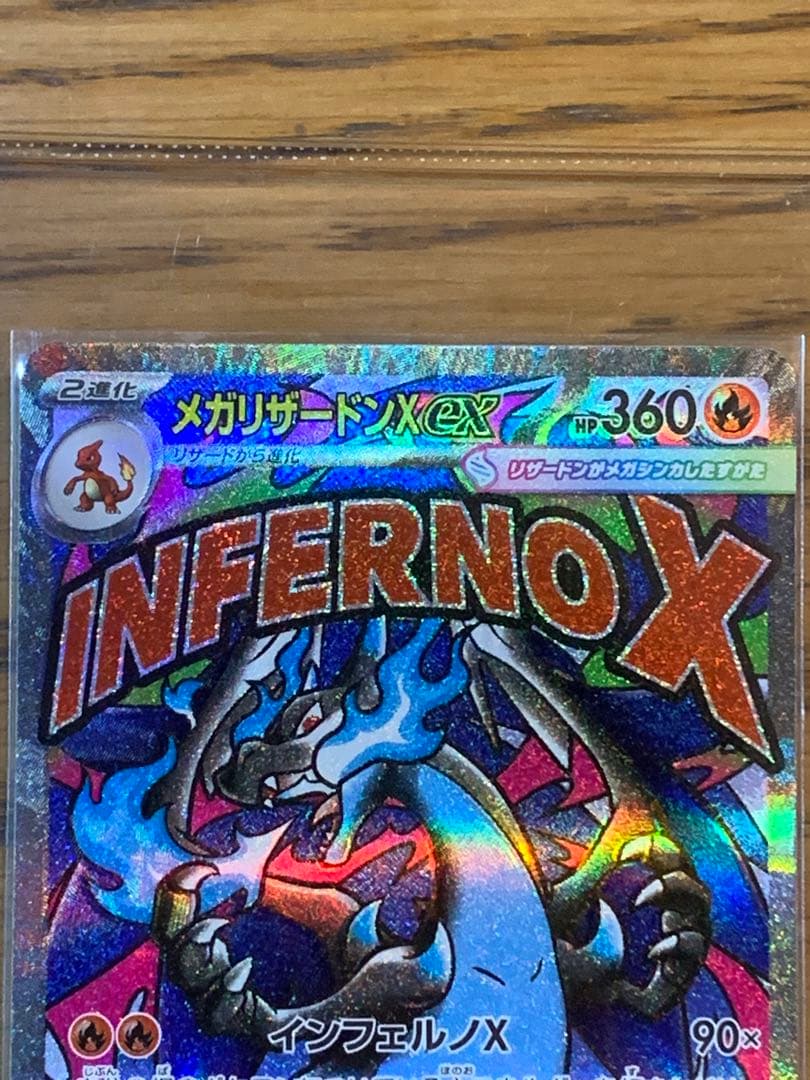 2進化
メガリザードンXex
HP360
リザードから進化
リザードンがメガシンカしたすがた
INFERNOX
インフェルノX
90×